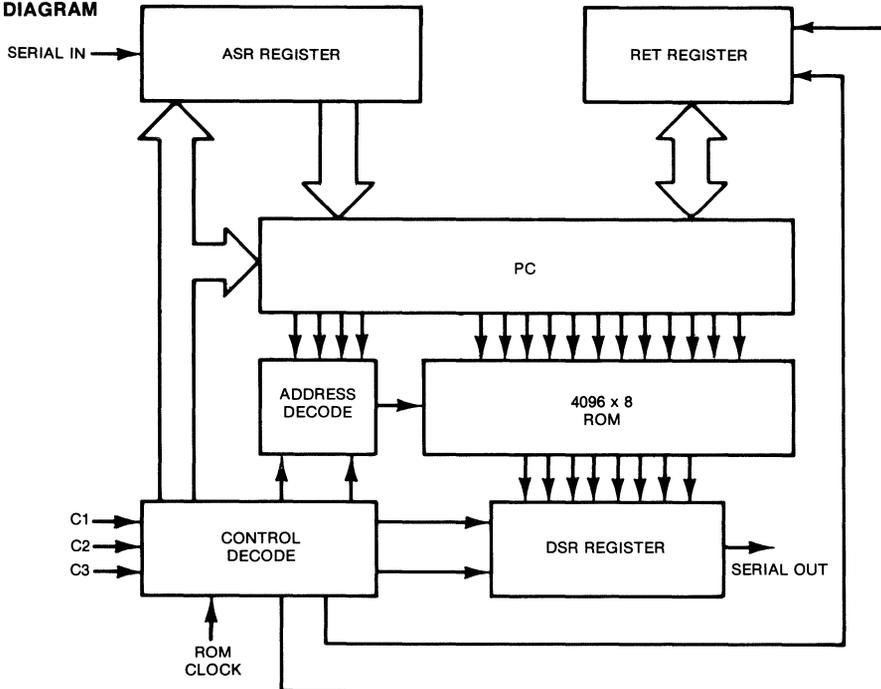 DIAGRAM
SERIAL IN
ASR REGISTER
RET REGISTER
PC
ADDRESS
DECODE
4096 x 8
ROM
C1
C2
C3
CONTROL
DECODE
DSR REGISTER
SERIAL OUT
ROM
CLOCK